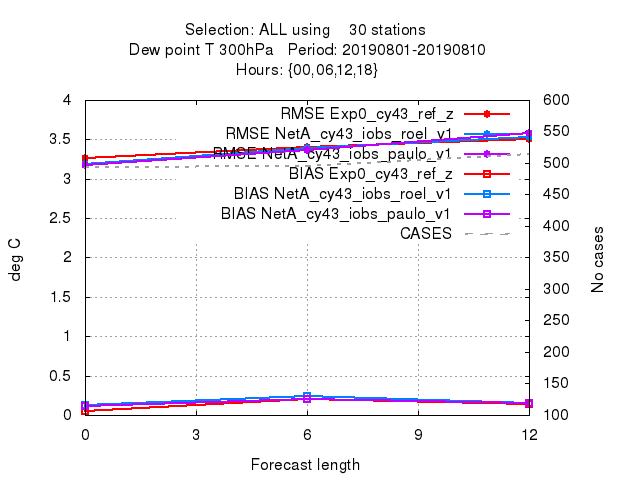 Selection: ALL using 30 stations
Dew point T 300hPa Period: 20190801-20190810
Hours: {00,06,12,18}
RMSE Exp0_cy43_ref_z
RMSE NetA_cy43_iobs_roel_v1
RMSE NetA_cy43_iobs_paulo_v1
BIAS Exp0_cy43_ref_z
BIAS NetA_cy43_iobs_roel_v1
BIAS NetA_cy43_iobs_paulo_v1
CASES
deg C
4
3.5
3
2.5
2
1.5
1
0.5
0
No cases
600
550
500
450
400
350
300
250
200
150
100
0 3 6 9 12
Forecast length